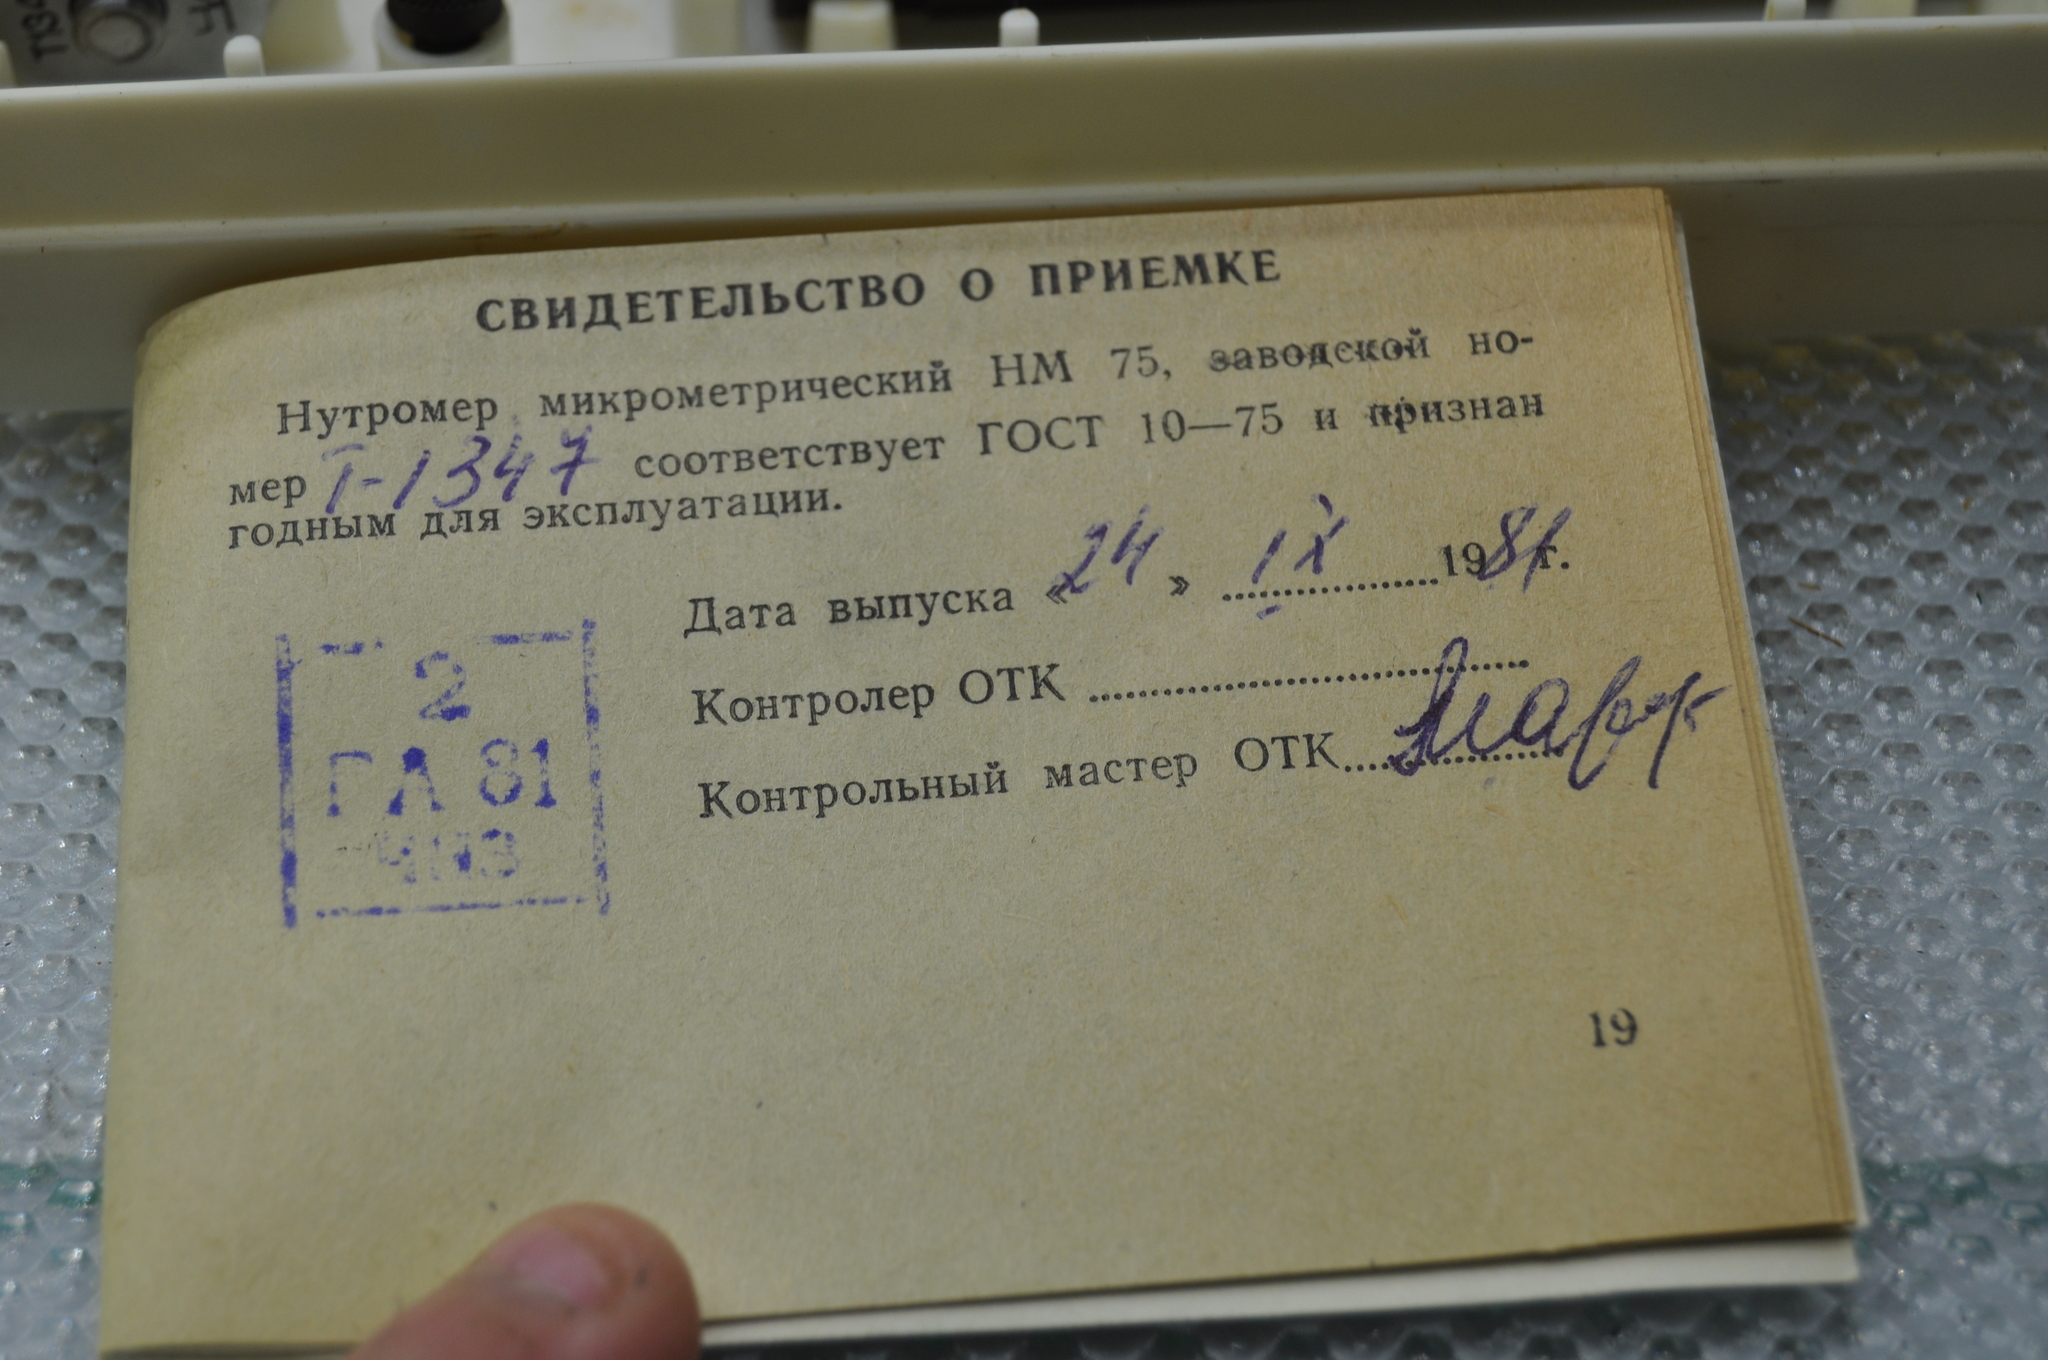 СВИДЕТЕЛЬСТВО О ПРИЕМКЕ
Нутромер микрометрический НМ 75, заводской но-
мер I-1347 соответствует ГОСТ 10—75 и признан
годным для эксплуатации.
Дата выпуска «24» IX 1981 г.
Контролер ОТК
Контрольный мастер ОТК
2
ГА 81
ЧИЗ
19